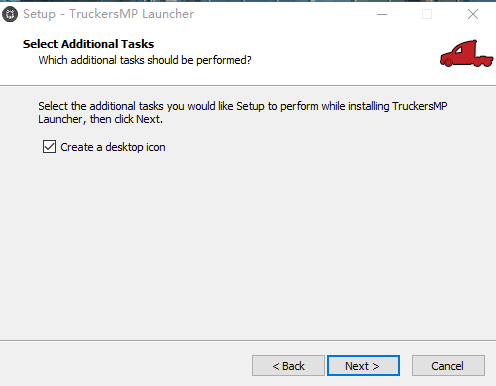 Setup - TruckersMP Launcher
Select Additional Tasks
Which additional tasks should be performed?
Select the additional tasks you would like Setup to perform while installing TruckersMP
Launcher, then click Next.
Create a desktop icon
< Back
Next >
Cancel